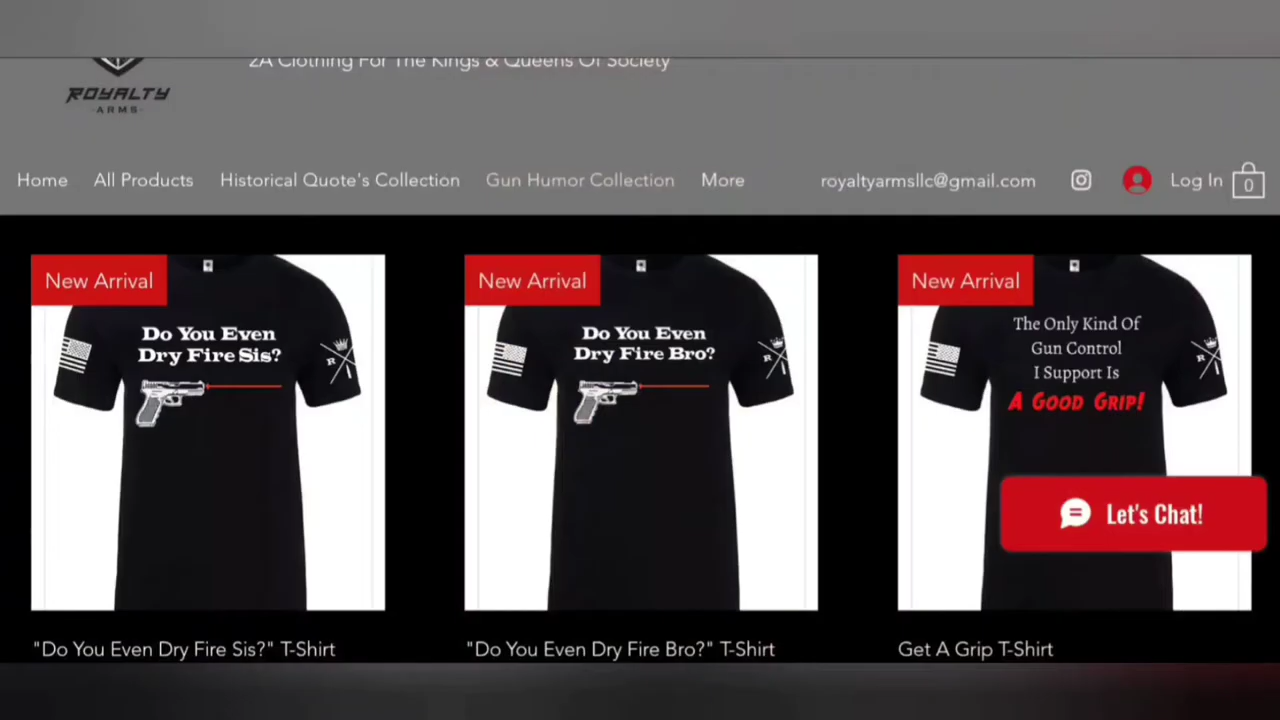 2A Clothing For The Kings & Queens Of Society
ROYALTY
ARMS
Home
All Products
Historical Quote's Collection
Gun Humor Collection
More
royaltyarmsllc@gmail.com
Log In
0
New Arrival
Do You Even
Dry Fire Sis?
R
"Do You Even Dry Fire Sis?" T-Shirt
New Arrival
Do You Even
Dry Fire Bro?
R
"Do You Even Dry Fire Bro?" T-Shirt
New Arrival
The Only Kind Of
Gun Control
I Support Is
A Good Grip!
R
Get A Grip T-Shirt
Let's Chat!